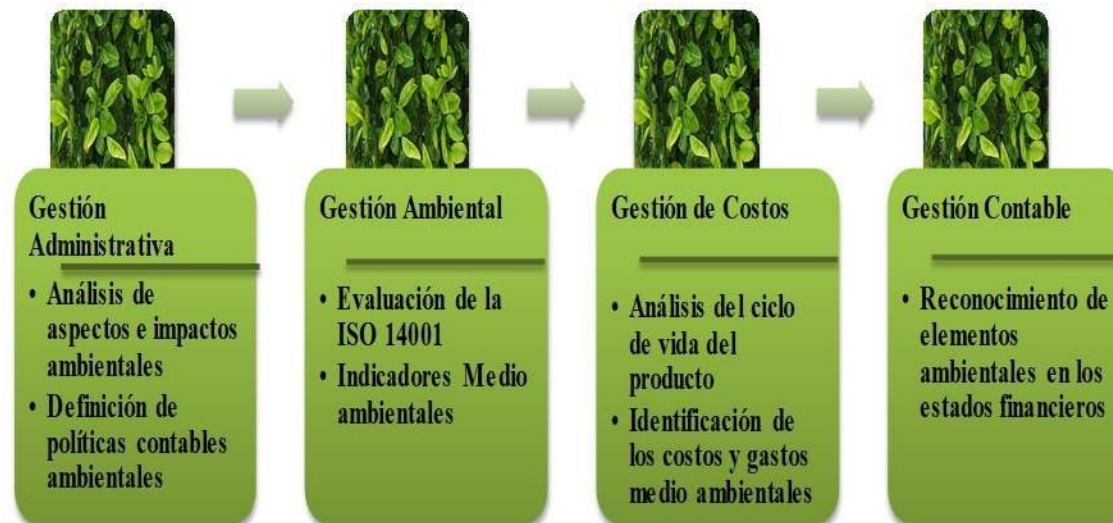 Gestión
Administrativa
• Análisis de
aspectos e impactos
ambientales
• Definición de
políticas contables
ambientales
Gestión Ambiental
• Evaluación de la
ISO 14001
• Indicadores Medio
ambientales
Gestión de Costos
• Análisis del ciclo
de vida del
producto
• Identificación de
los costos y gastos
medio ambientales
Gestión Contable
• Reconocimiento de
elementos
ambientales en los
estados financieros